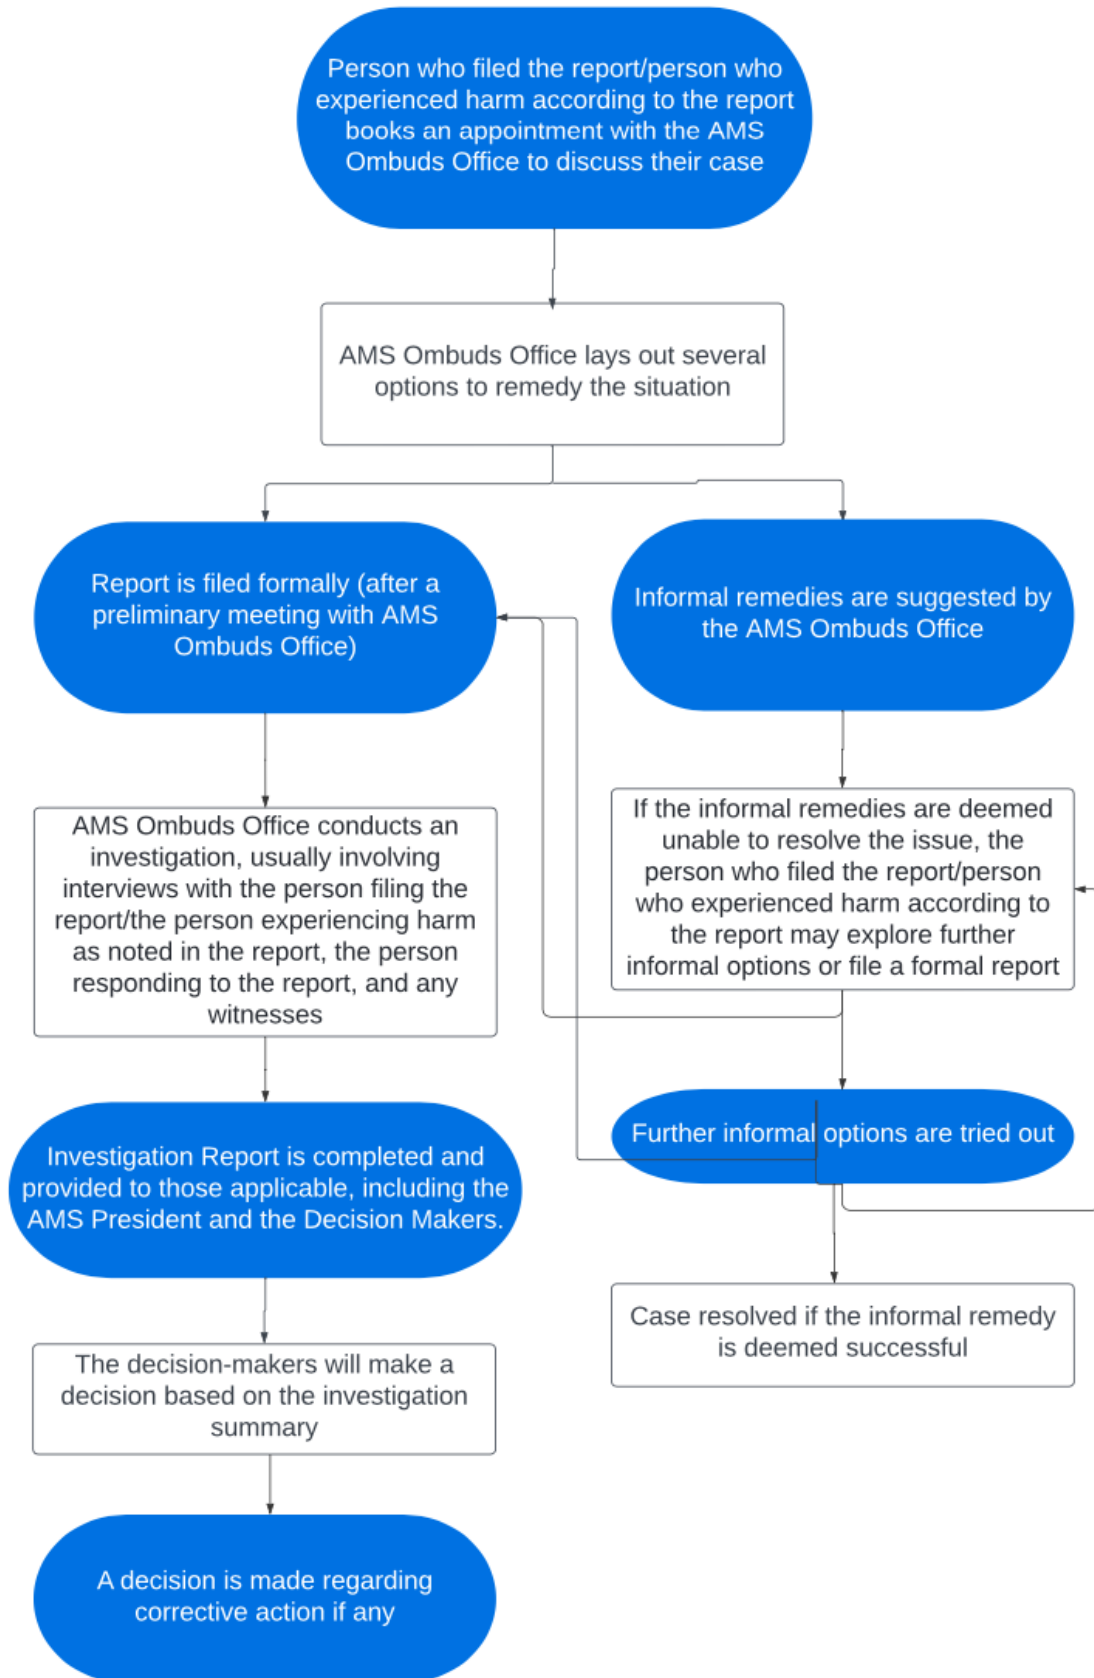 Person who filed the report/person who
experienced harm according to the report
books an appointment with the AMS
Ombuds Office to discuss their case
AMS Ombuds Office lays out several
options to remedy the situation
Report is filed formally (after a
preliminary meeting with AMS
Ombuds Office)
Informal remedies are suggested by
the AMS Ombuds Office
AMS Ombuds Office conducts an
investigation, usually involving
interviews with the person filing the
report/the person experiencing harm
as noted in the report, the person
responding to the report, and any
witnesses
If the informal remedies are deemed
unable to resolve the issue, the
person who filed the report/person
who experienced harm according to
the report may explore further
informal options or file a formal report
Investigation Report is completed and
provided to those applicable, including the
AMS President and the Decision Makers.
Further informal options are tried out
The decision-makers will make a
decision based on the investigation
summary
Case resolved if the informal remedy
is deemed successful
A decision is made regarding
corrective action if any